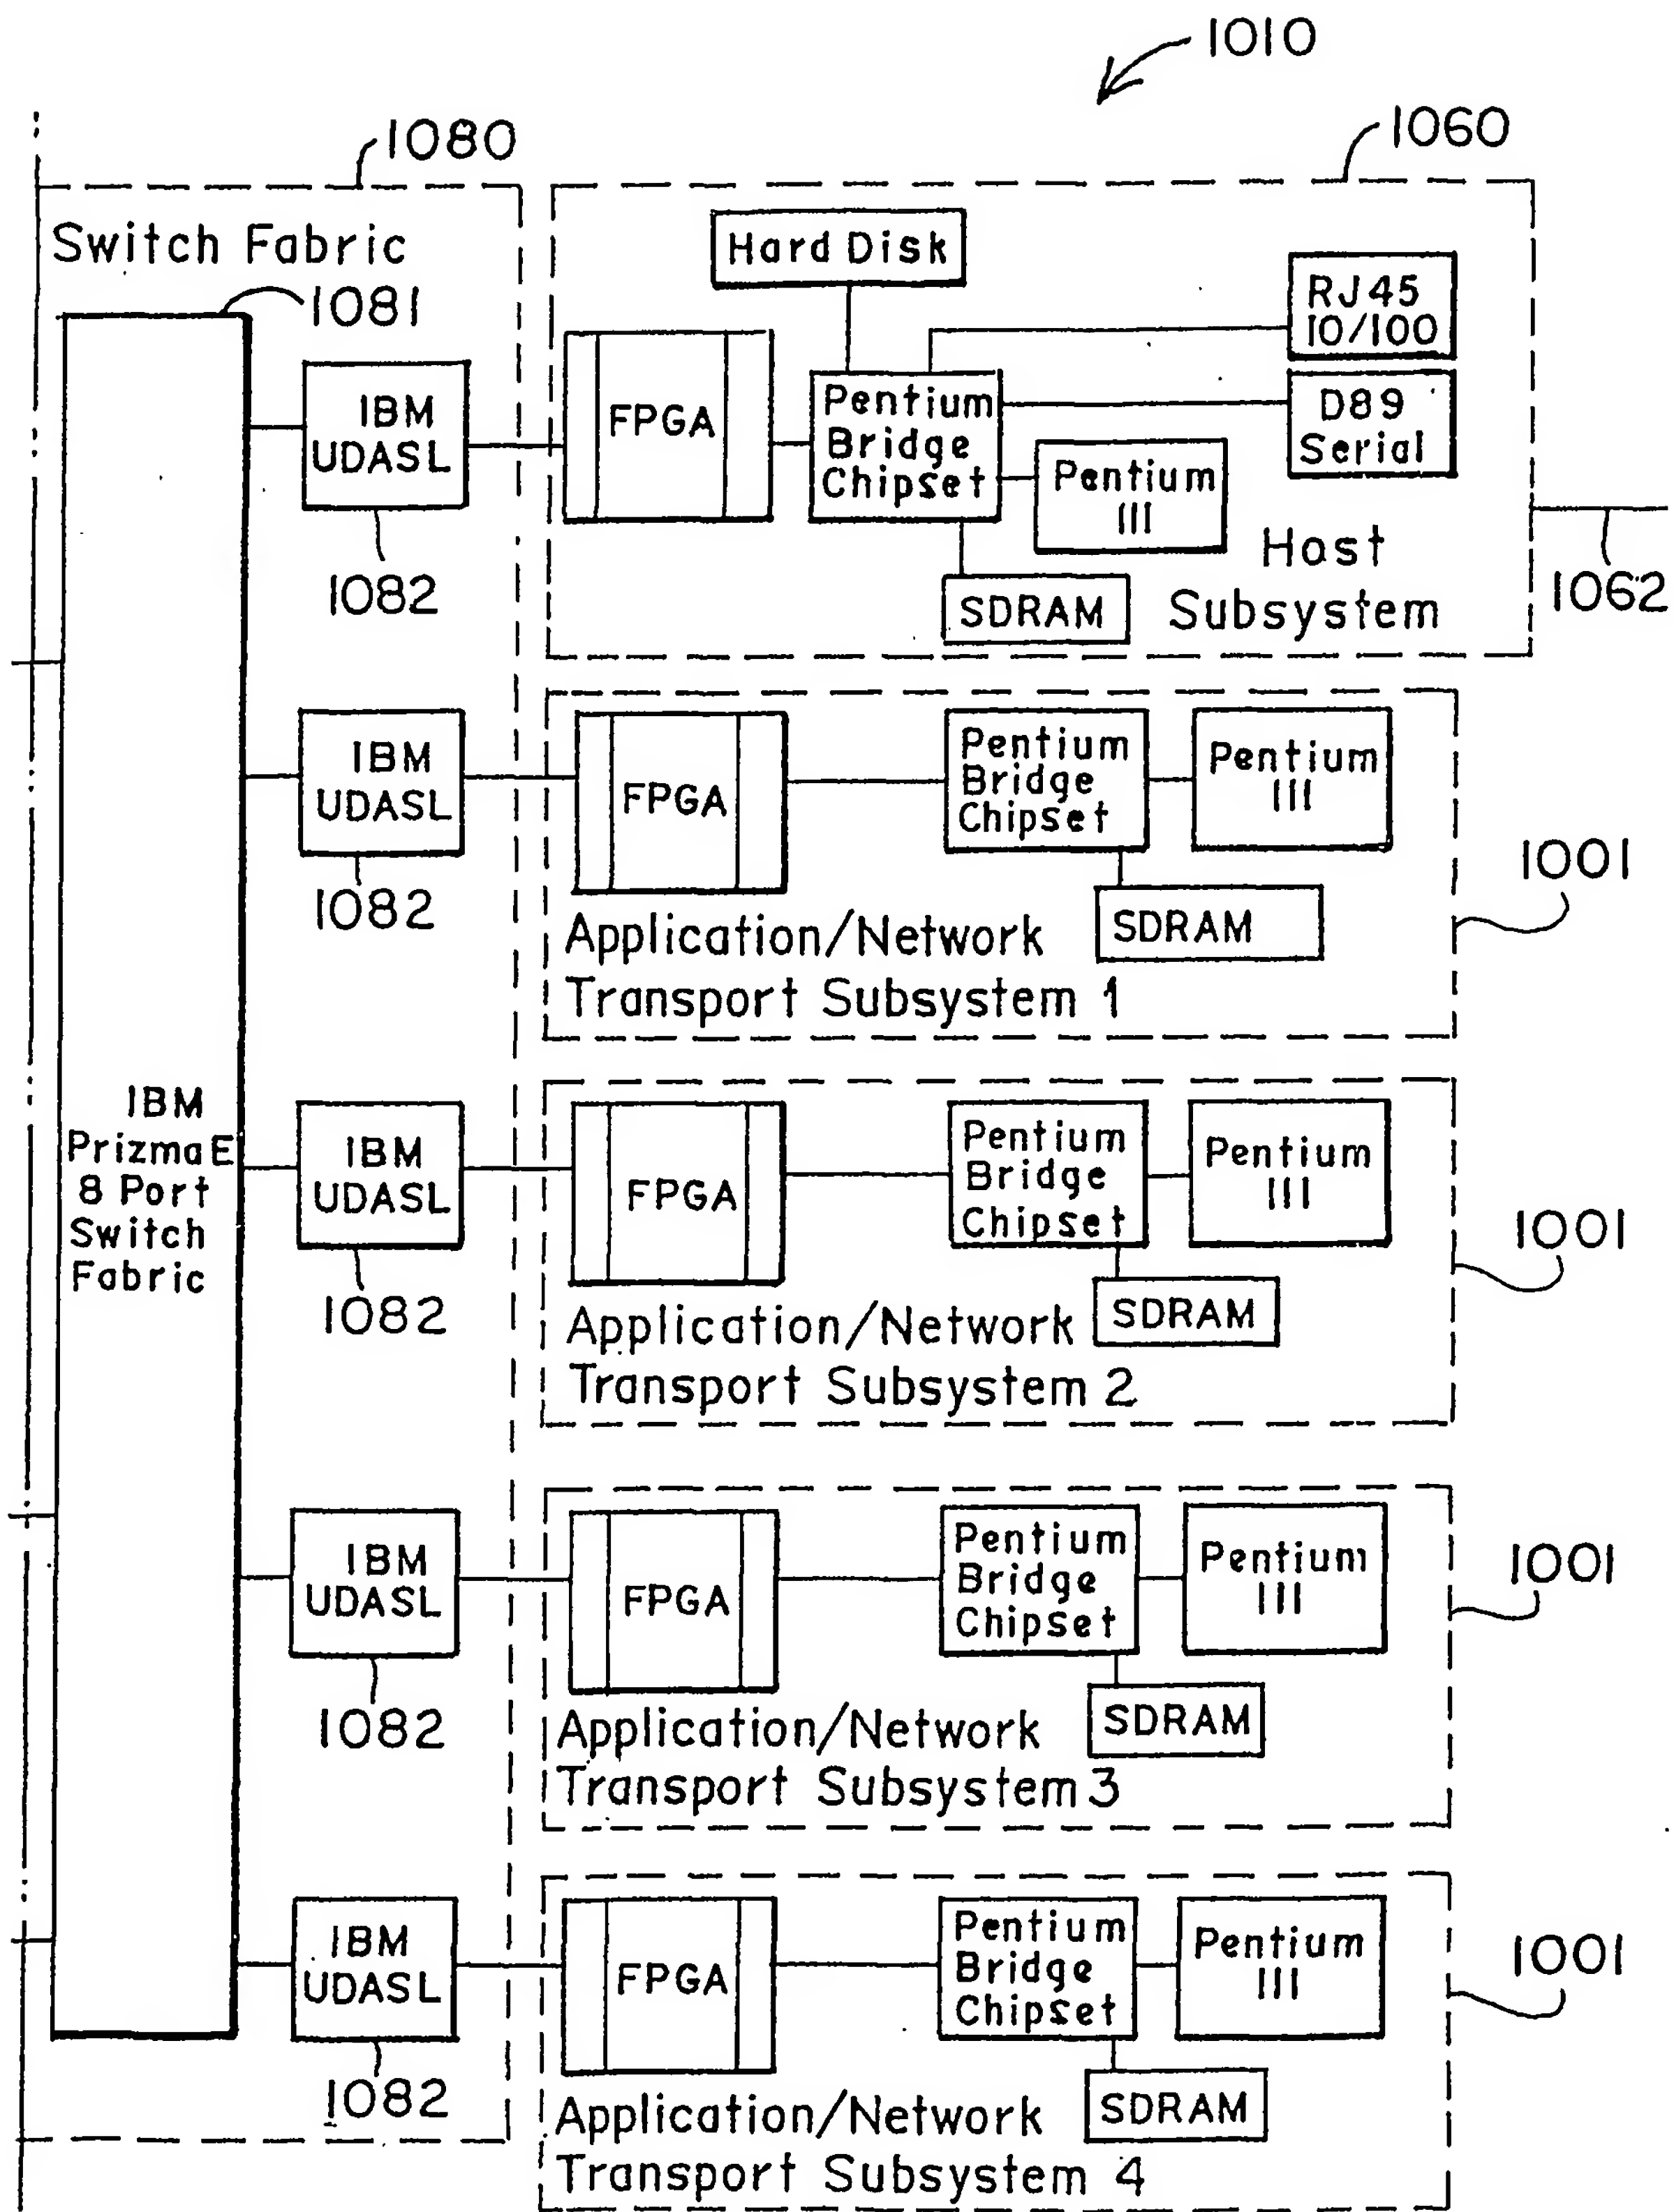 1010
1080
1060
Switch Fabric
1081
Hard Disk
RJ45
10/100
IBM
UDASL
FPGA
Pentium
Bridge
Chipset
D89
Serial
Pentium
III
Host
Subsystem
SDRAM
1082
1062
IBM
UDASL
FPGA
Pentium
Bridge
Chipset
Pentium
III
1082
SDRAM
1001
Application/Network
Transport Subsystem 1
IBM
PrizmaE
8 Port
Switch
Fabric
IBM
UDASL
FPGA
Pentium
Bridge
Chipset
Pentium
III
1082
SDRAM
1001
Application/Network
Transport Subsystem 2
IBM
UDASL
FPGA
Pentium
Bridge
Chipset
Pentium
III
1082
SDRAM
1001
Application/Network
Transport Subsystem 3
IBM
UDASL
FPGA
Pentium
Bridge
Chipset
Pentium
III
1082
SDRAM
1001
Application/Network
Transport Subsystem 4